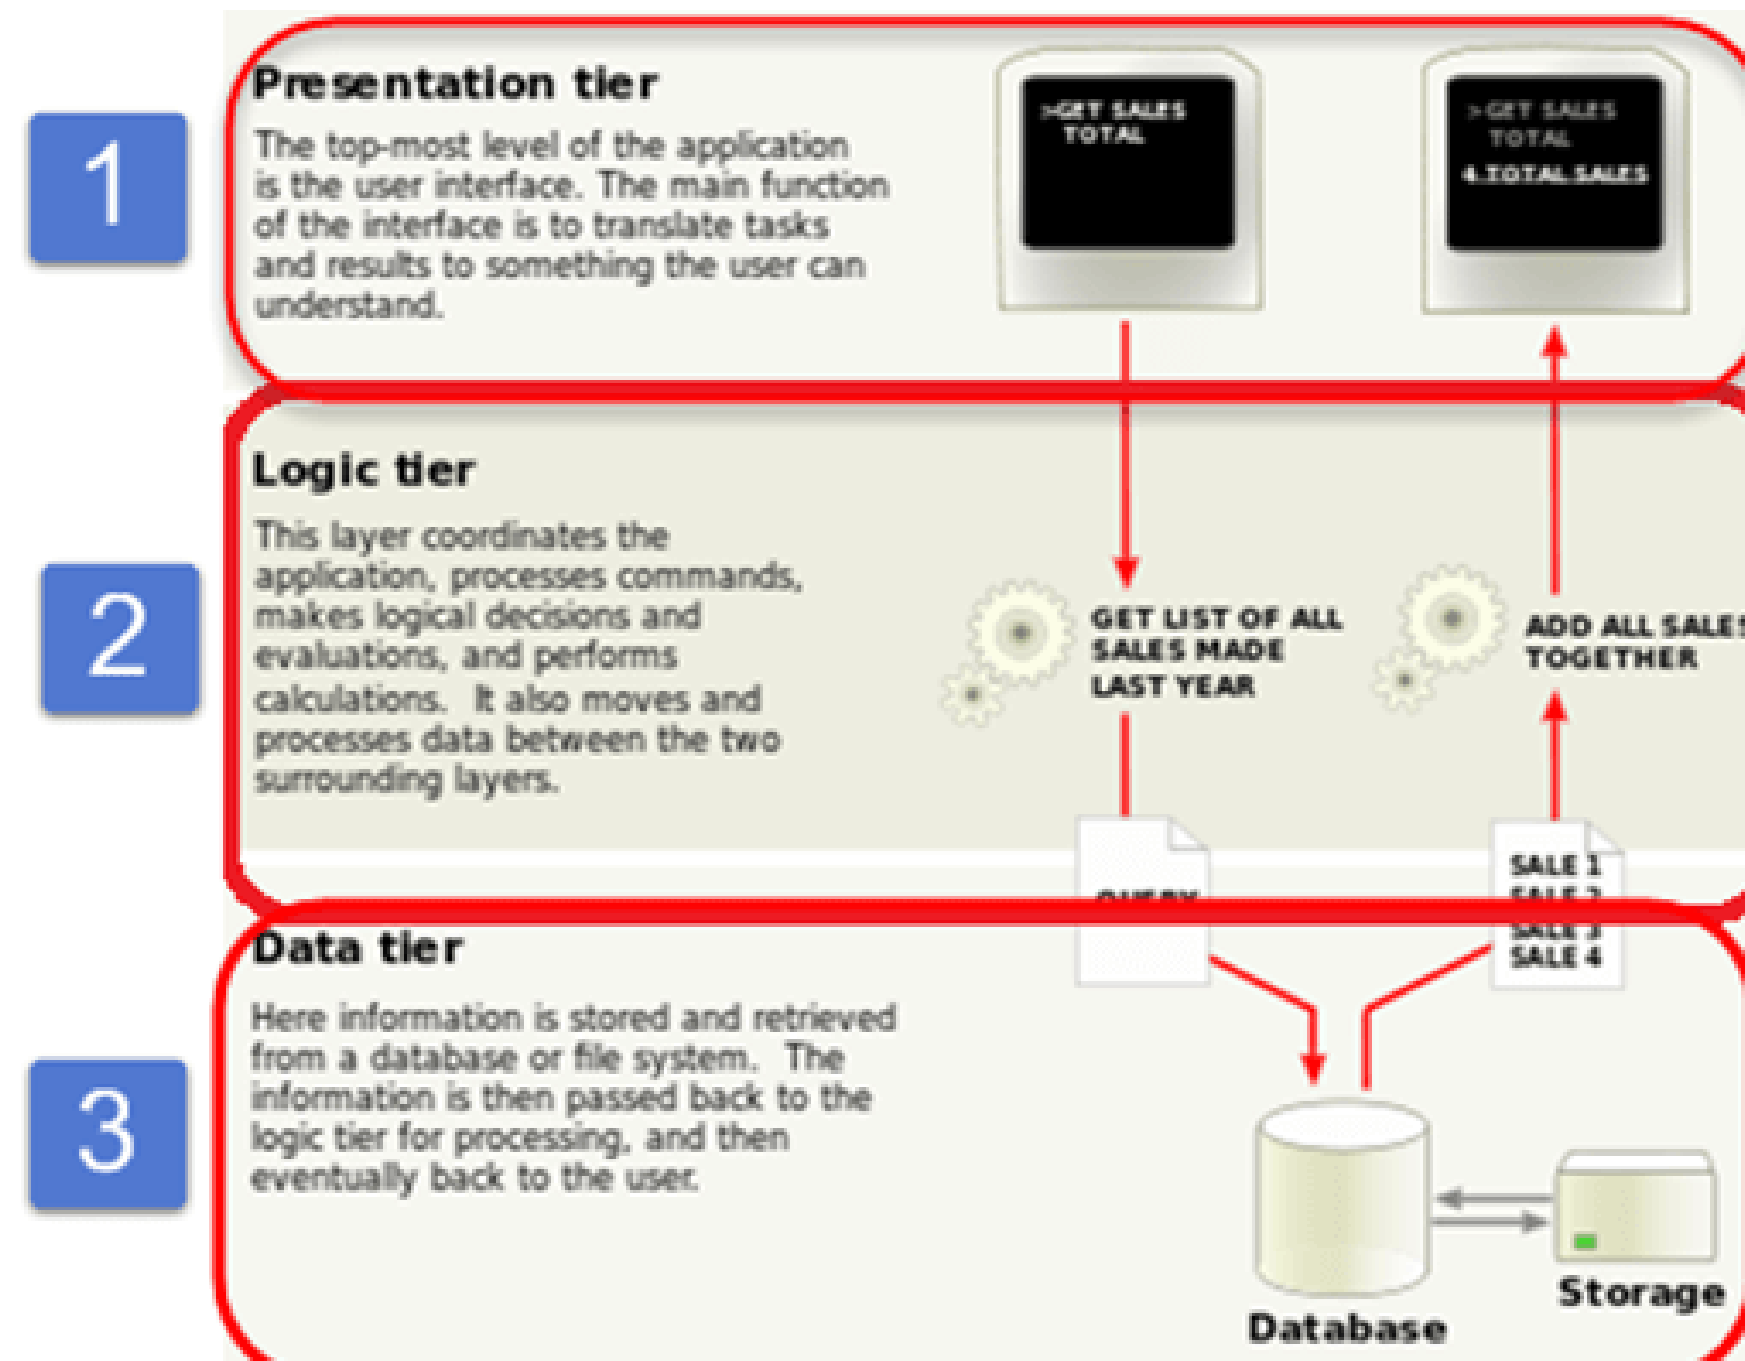 1
Presentation tier
The top-most level of the application
is the user interface. The main function
of the interface is to translate tasks
and results to something the user can
understand.
>GET SALES
TOTAL
>GET SALES
TOTAL
4 TOTAL SALES
2
Logic tier
This layer coordinates the
application, processes commands,
makes logical decisions and
evaluations, and performs
calculations. It also moves and
processes data between the two
surrounding layers.
GET LIST OF ALL
SALES MADE
LAST YEAR
ADD ALL SALES
TOGETHER
QUERY
SALE 1
SALE 2
SALE 3
SALE 4
3
Data tier
Here information is stored and retrieved
from a database or file system. The
information is then passed back to the
logic tier for processing, and then
eventually back to the user.
Database
Storage